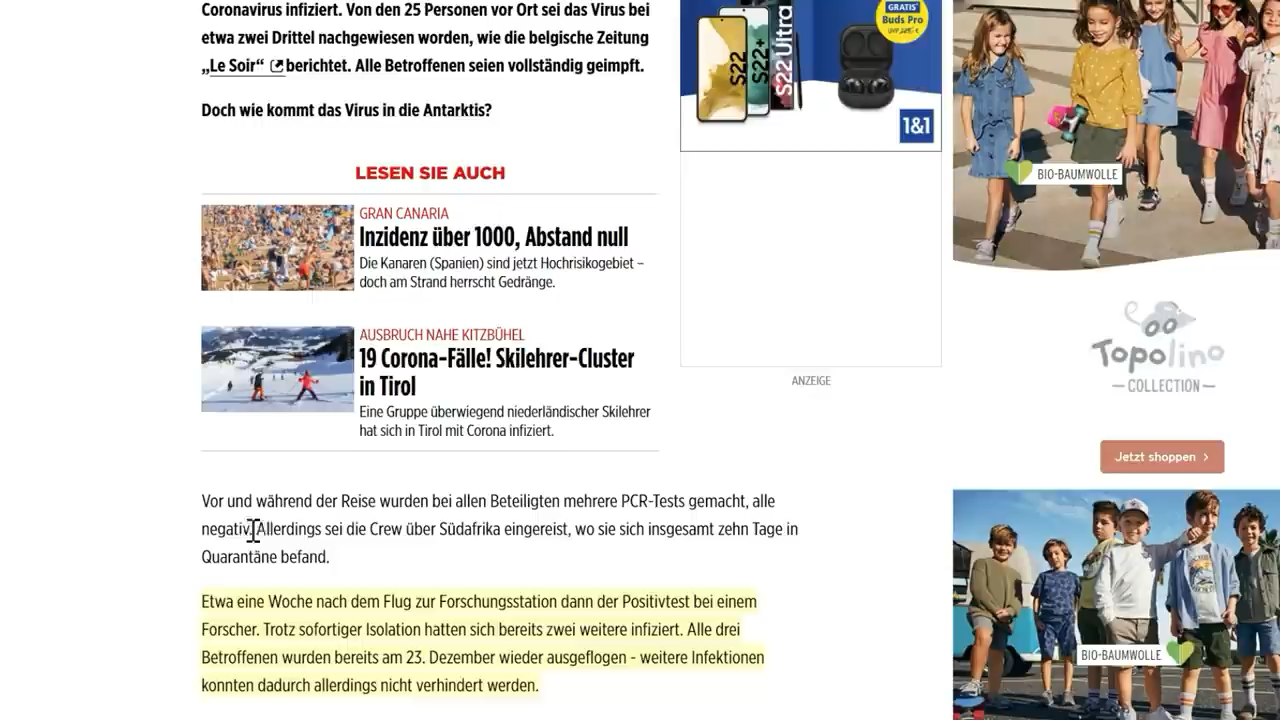 Coronavirus infiziert. Von den 25 Personen vor Ort sei das Virus bei
etwa zwei Drittel nachgewiesen worden, wie die belgische Zeitung
„Le Soir“ berichtet. Alle Betroffenen seien vollständig geimpft.
Doch wie kommt das Virus in die Antarktis?
LESEN SIE AUCH
GRAN CANARIA
Inzidenz über 1000, Abstand null
Die Kanaren (Spanien) sind jetzt Hochrisikogebiet –
doch am Strand herrscht Gedränge.
AUSBRUCH NAHE KITZBÜHEL
19 Corona-Fälle! Skilehrer-Cluster
in Tirol
Eine Gruppe überwiegend niederländischer Skilehrer
hat sich in Tirol mit Corona infiziert.
Vor und während der Reise wurden bei allen Beteiligten mehrere PCR-Tests gemacht, alle
negativ. Allerdings sei die Crew über Südafrika eingereist, wo sie sich insgesamt zehn Tage in
Quarantäne befand.
Etwa eine Woche nach dem Flug zur Forschungsstation dann der Positivtest bei einem
Forscher. Trotz sofortiger Isolation hatten sich bereits zwei weitere infiziert. Alle drei
Betroffenen wurden bereits am 23. Dezember wieder ausgeflogen - weitere Infektionen
konnten dadurch allerdings nicht verhindert werden.
S22
S22+
S22 Ultra
GRATIS
Buds Pro
1&1
ANZEIGE
BIO-BAUMWOLLE
Topolino
COLLECTION
Jetzt shoppen
BIO-BAUMWOLLE